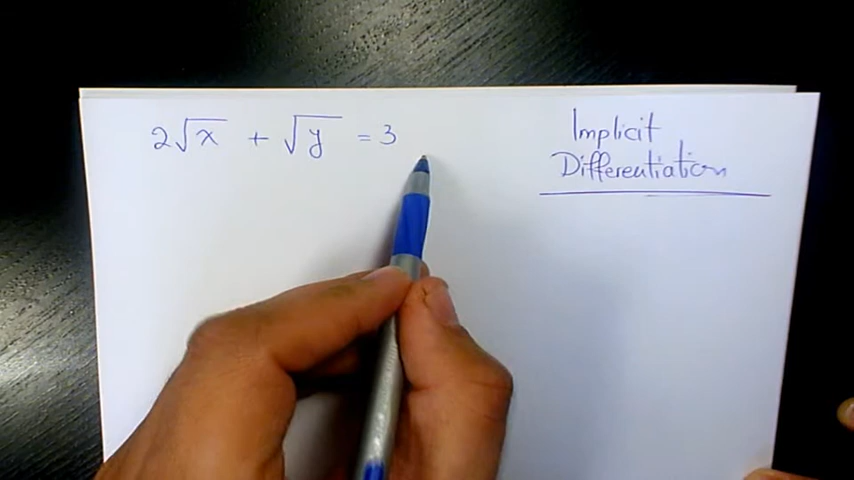 2√x + √y = 3
Implicit
Differentiation